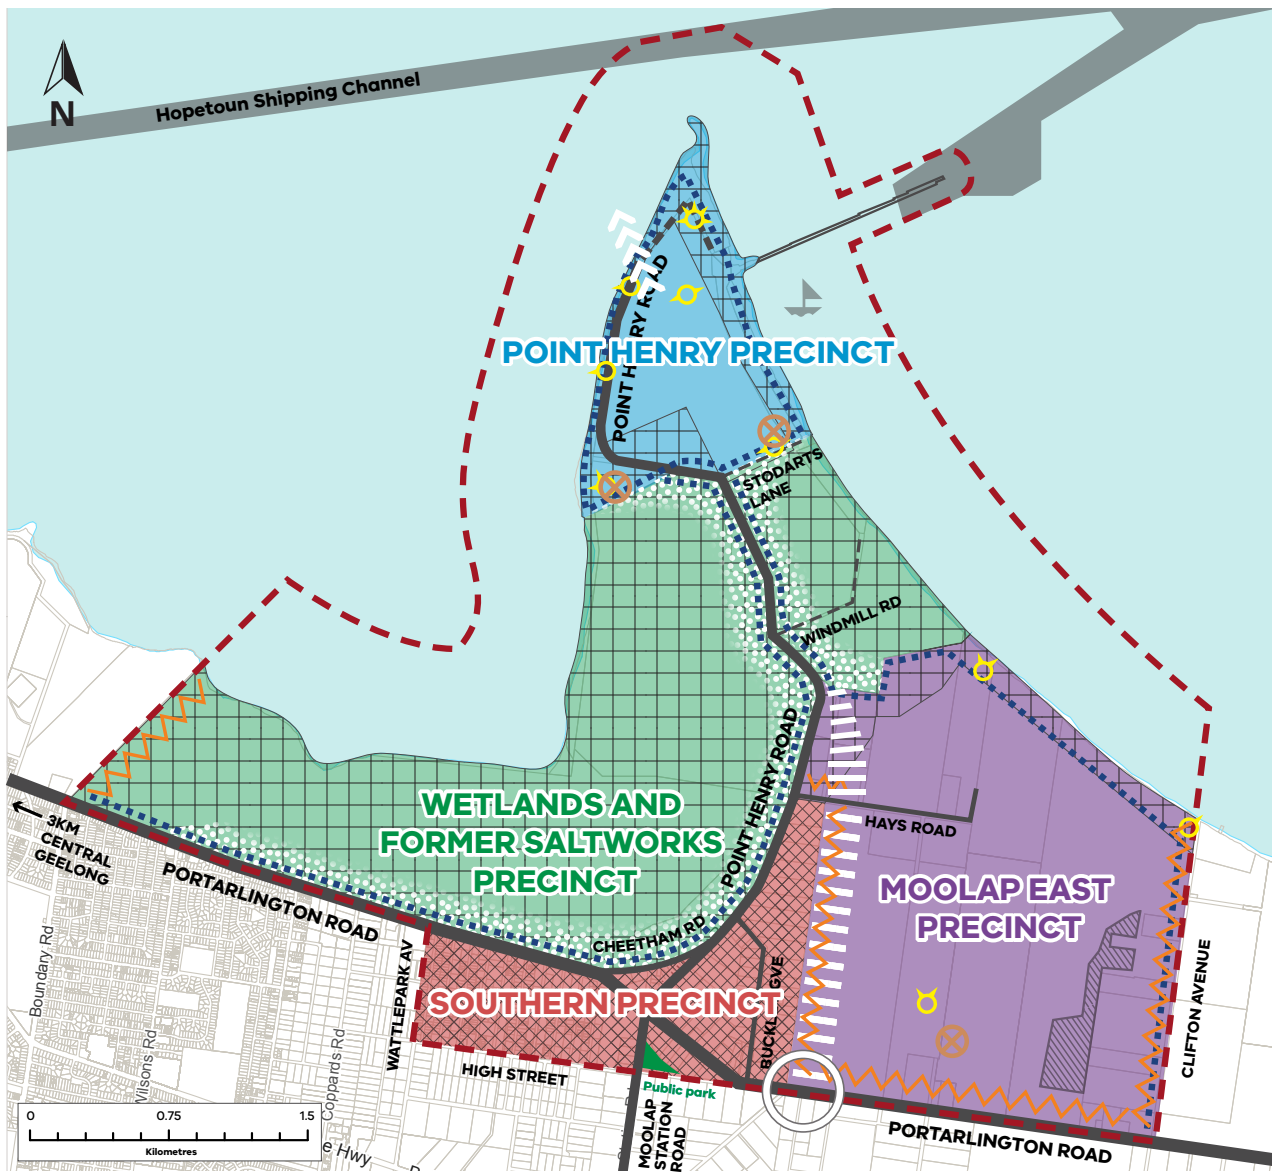 Hopetoun Shipping Channel
N
POINT HENRY ROAD
POINT HENRY PRECINCT
STODARTS
LANE
WINDMILL RD
POINT HENRY ROAD
WETLANDS AND
FORMER SALTWORKS
PRECINCT
HAYS ROAD
3KM
CENTRAL
GEELONG
PORTARLINGTON ROAD
MOOLAP EAST
PRECINCT
CHEETHAM RD
Boundary Rd
WATTLEPARK AV
SOUTHERN PRECINCT
GVE
CLIFTON AVENUE
Wilsons Rd
Coppards Rd
HIGH STREET
Public park
MOOLAP
STATION
ROAD
PORTARLINGTON ROAD
0 0.75 1.5
Kilometres
e Hwy